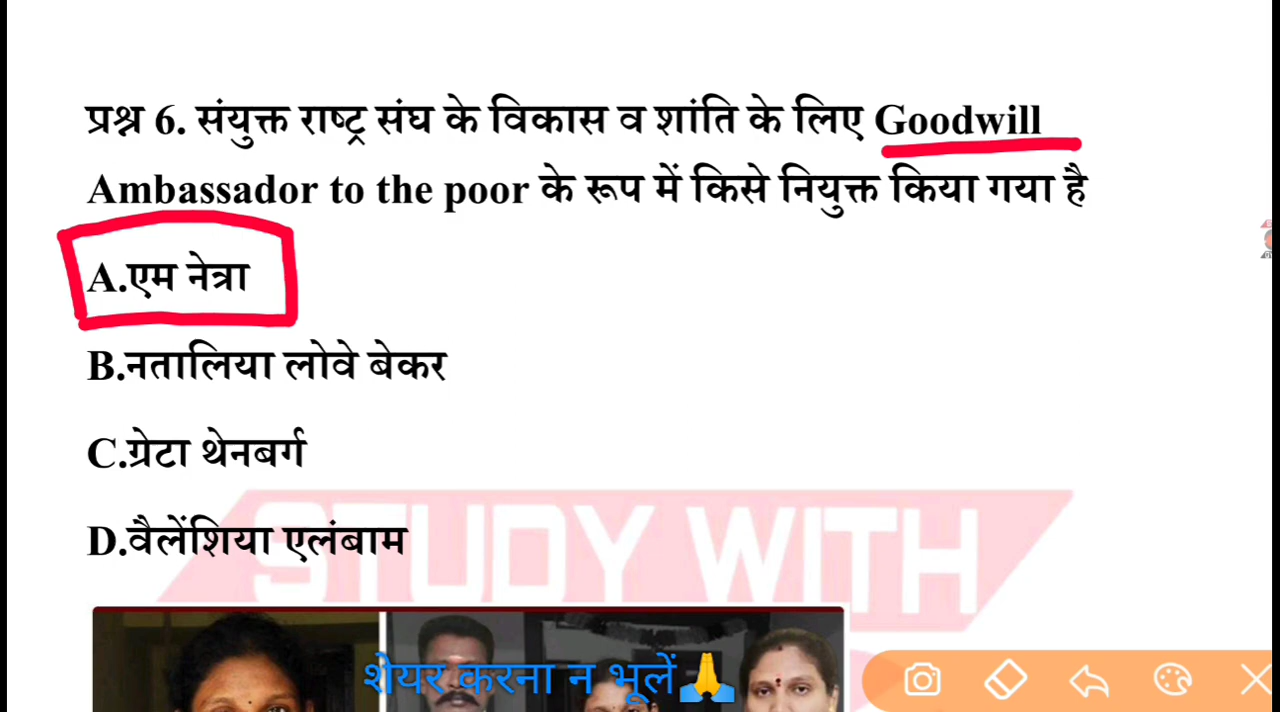 प्रश्न 6. संयुक्त राष्ट्र संघ के विकास व शांति के लिए Goodwill
Ambassador to the poor के रूप में किसे नियुक्त किया गया है
A.एम नेत्रा
B.नतालिया लोवे बेकर
C.ग्रेटा थेनबर्ग
D.वैलेंशिया एलंबाम
STUDY WITH
शेयर करना न भूलें🙏